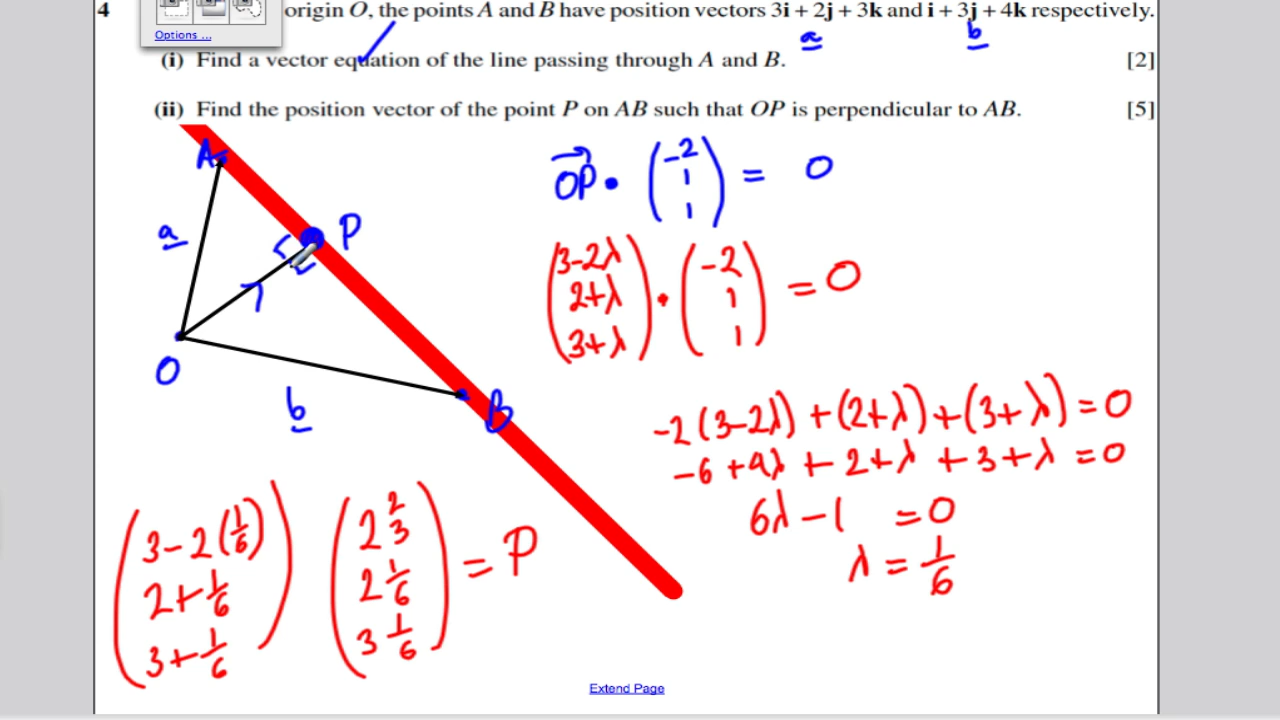 4 origin O, the points A and B have position vectors 3i + 2j + 3k and i + 3j + 4k respectively.
a b
Options ...
(i) Find a vector equation of the line passing through A and B. [2]
(ii) Find the position vector of the point P on AB such that OP is perpendicular to AB. [5]
A
P
a
O
b
B
OP • (-2 1 1) = 0
(3-2λ 2+λ 3+λ) • (-2 1 1) = 0
-2(3-2λ) + (2+λ) + (3+λ) = 0
-6 + 4λ + 2+λ + 3+λ = 0
6λ - 1 = 0
λ = 1/6
(3-2(1/6) 2+1/6 3+1/6) (2 2/3 2 1/6 3 1/6) = P
Extend Page